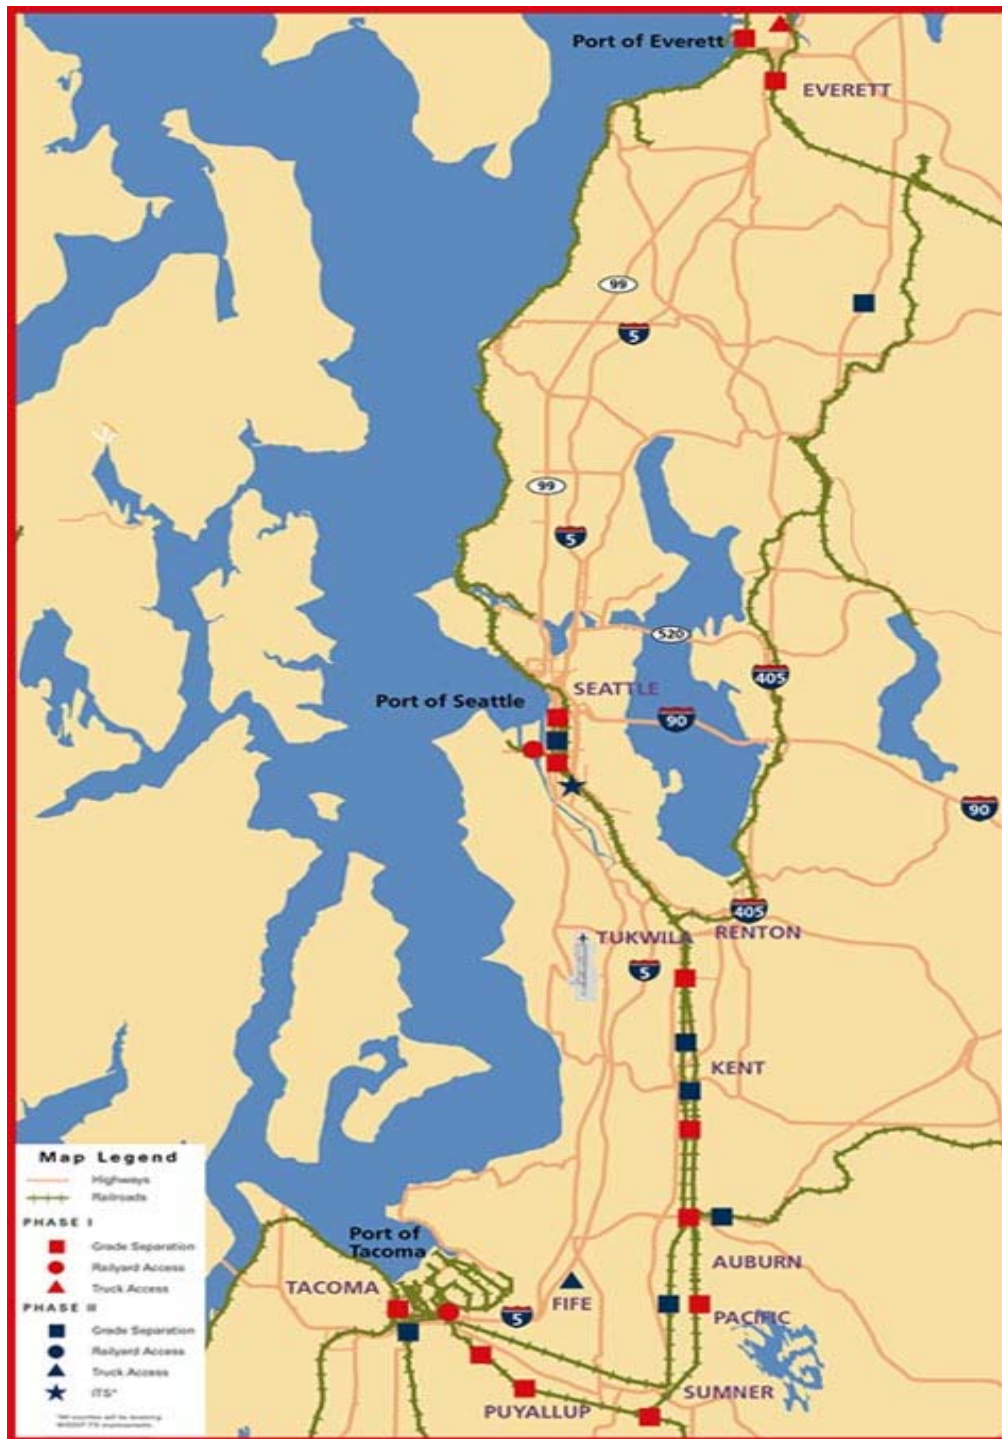 Port of Everett
EVERETT
99
5
99
5
520
405
SEATTLE
Port of Seattle
90
90
405
TUKWILA
RENTON
5
KENT
Map Legend
Highways
Railroads
PHASE I
Grade Separation
Railyard Access
Truck Access
PHASE II
Grade Separation
Railyard Access
Truck Access
ITS*
Port of
Tacoma
TACOMA
AUBURN
FIFE
5
PACIFIC
SUMNER
PUYALLUP